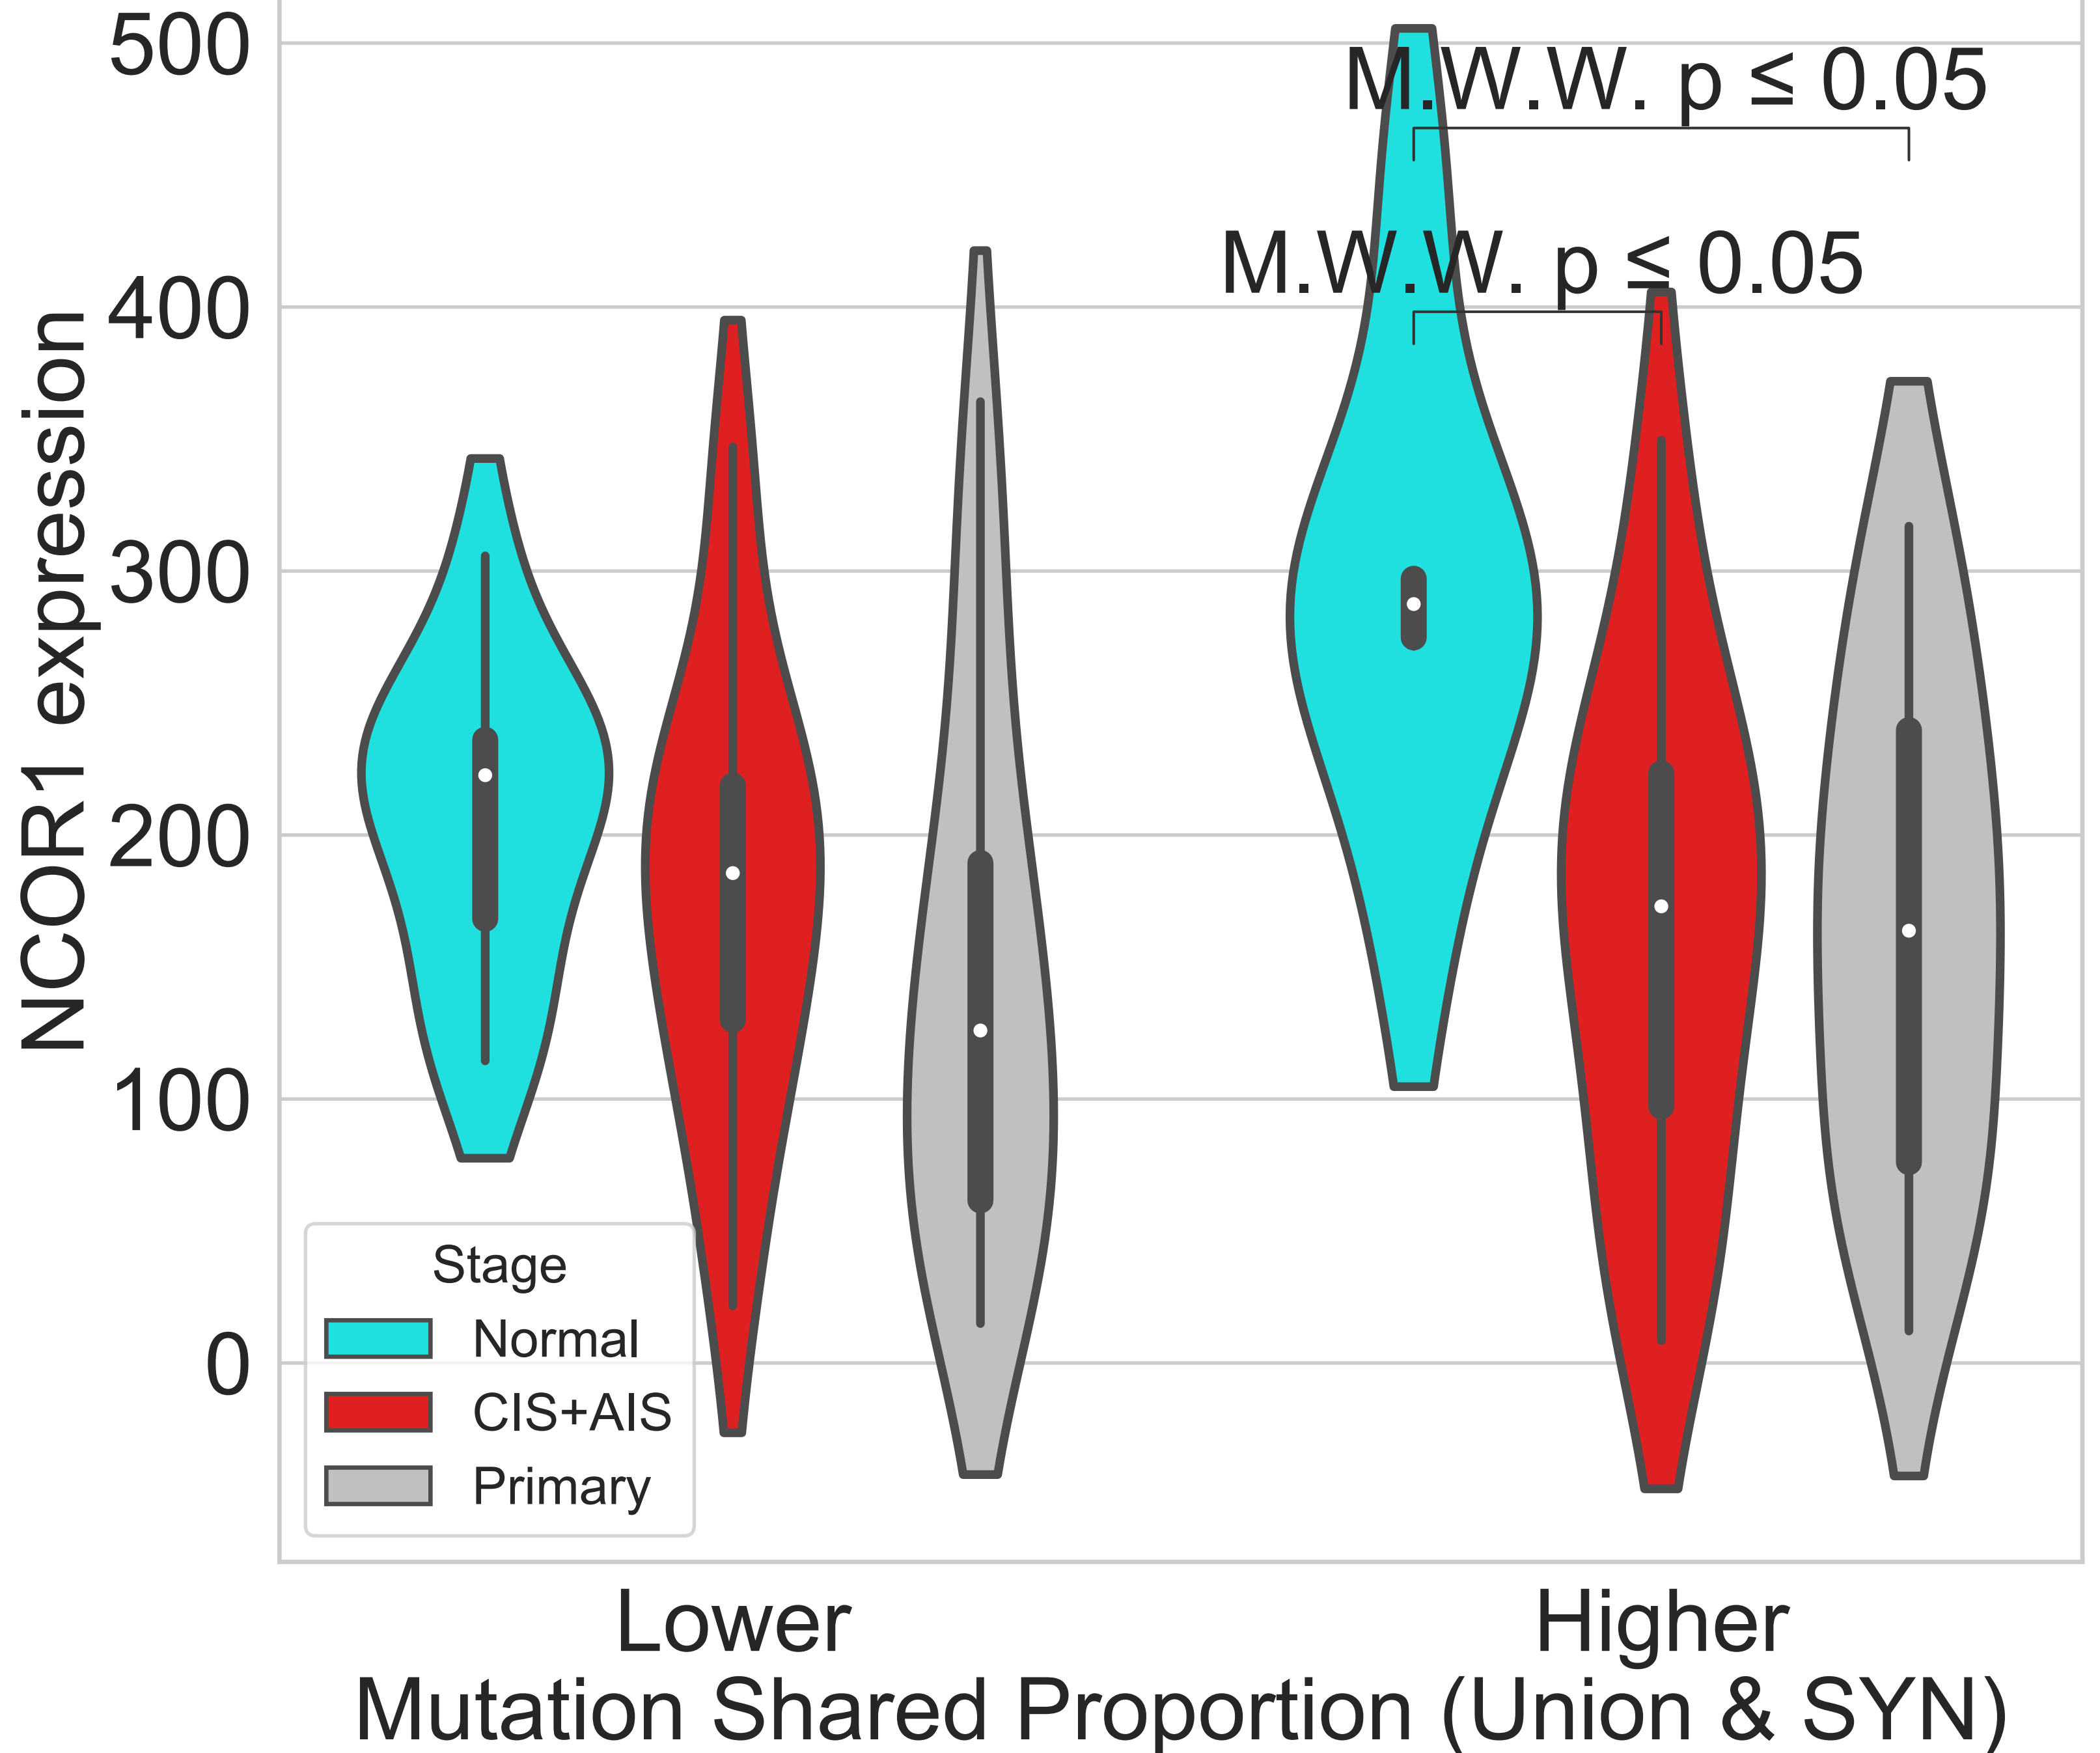 NCOR1 expression
500
400
300
200
100
0
M.W.W. p ≤ 0.05
M.W.W. p ≤ 0.05
Stage
Normal
CIS+AIS
Primary
Lower
Higher
Mutation Shared Proportion (Union & SYN)